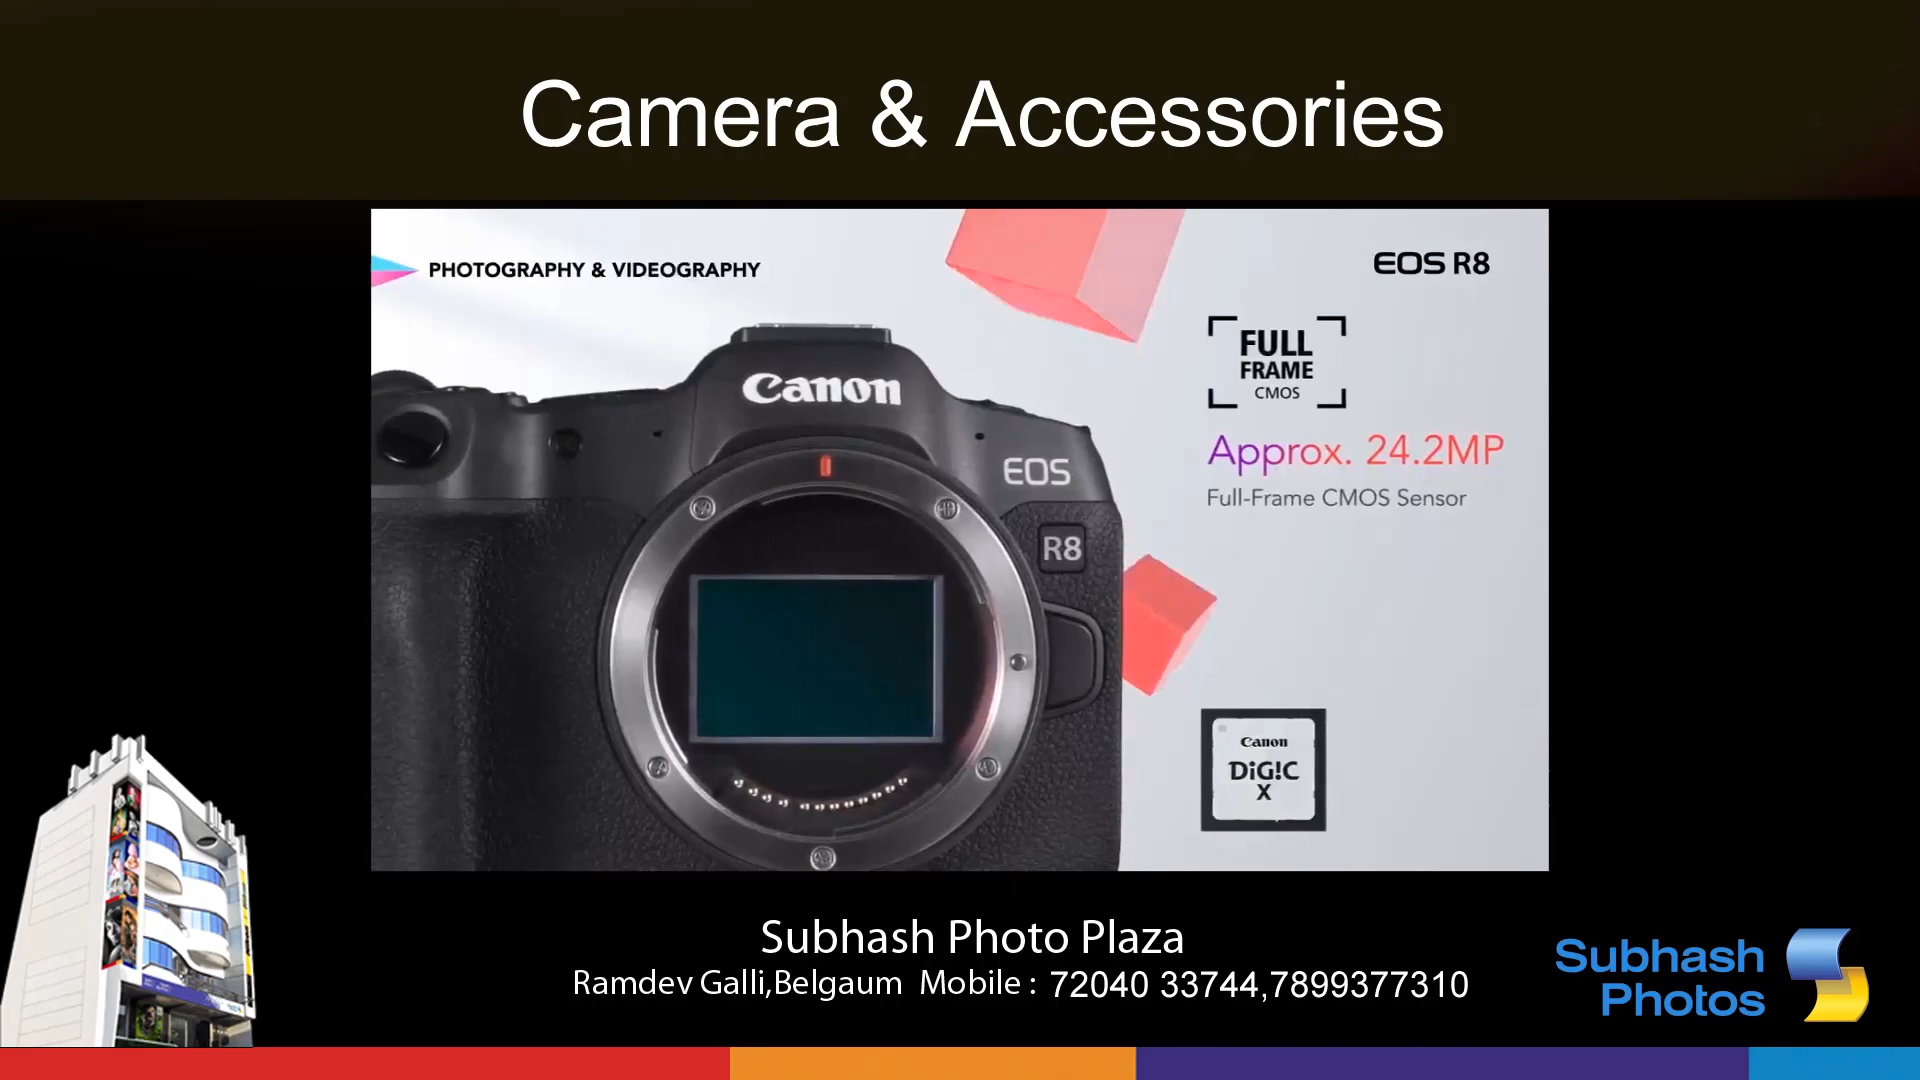 Camera & Accessories
PHOTOGRAPHY & VIDEOGRAPHY
EOS R8
FULL
FRAME
CMOS
Canon
Approx. 24.2MP
EOS
Full-Frame CMOS Sensor
R8
Canon
DiG!C
X
Subhash Photo Plaza
Ramdev Galli,Belgaum Mobile : 72040 33744,7899377310
Subhash
Photos